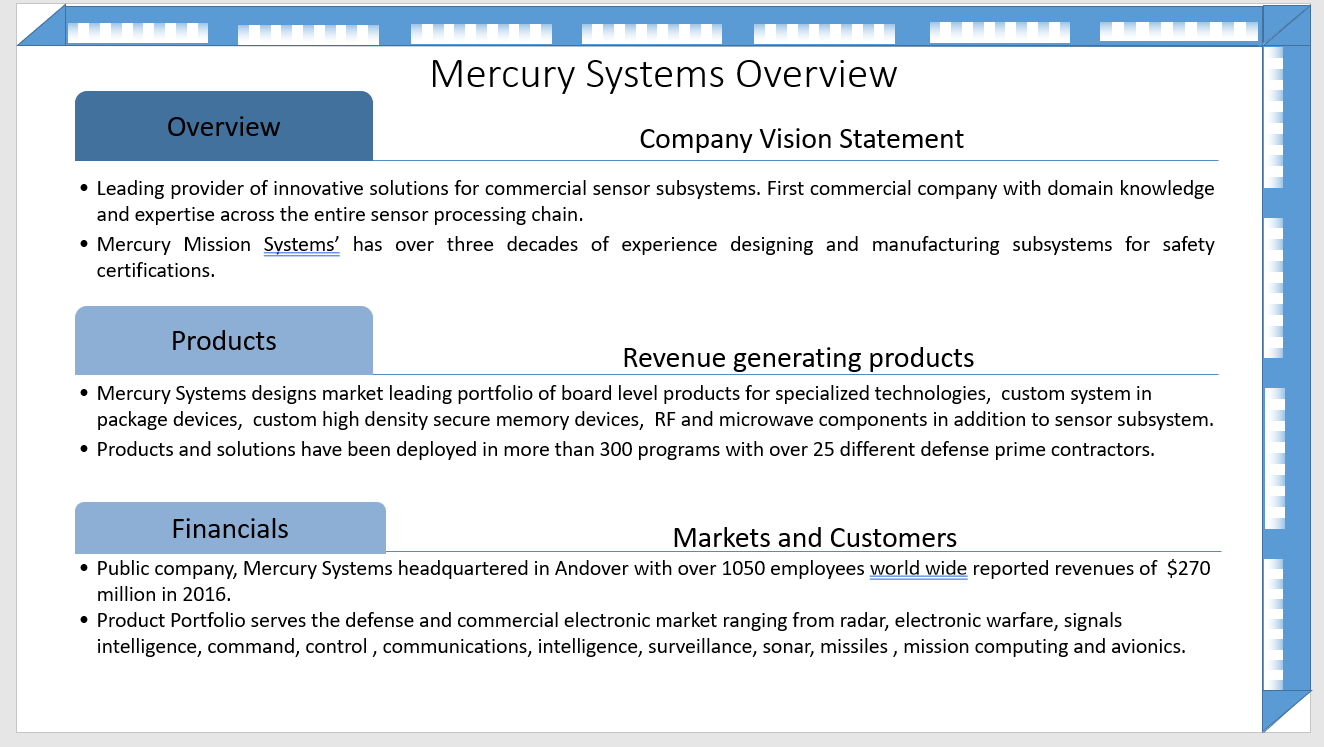 Mercury Systems Overview
Overview
Company Vision Statement
• Leading provider of innovative solutions for commercial sensor subsystems. First commercial company with domain knowledge
and expertise across the entire sensor processing chain.
• Mercury Mission Systems’ has over three decades of experience designing and manufacturing subsystems for safety
certifications.
Products
Revenue generating products
• Mercury Systems designs market leading portfolio of board level products for specialized technologies,  custom system in
package devices,  custom high density secure memory devices,  RF and microwave components in addition to sensor subsystem.
• Products and solutions have been deployed in more than 300 programs with over 25 different defense prime contractors.
Financials
Markets and Customers
• Public company, Mercury Systems headquartered in Andover with over 1050 employees world wide reported revenues of  $270
million in 2016.
• Product Portfolio serves the defense and commercial electronic market ranging from radar, electronic warfare, signals
intelligence, command, control , communications, intelligence, surveillance, sonar, missiles , mission computing and avionics.